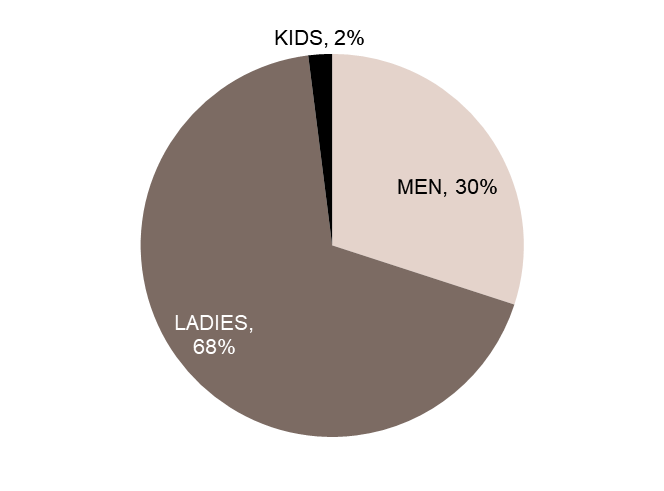 KIDS, 2%
MEN, 30%
LADIES,
68%